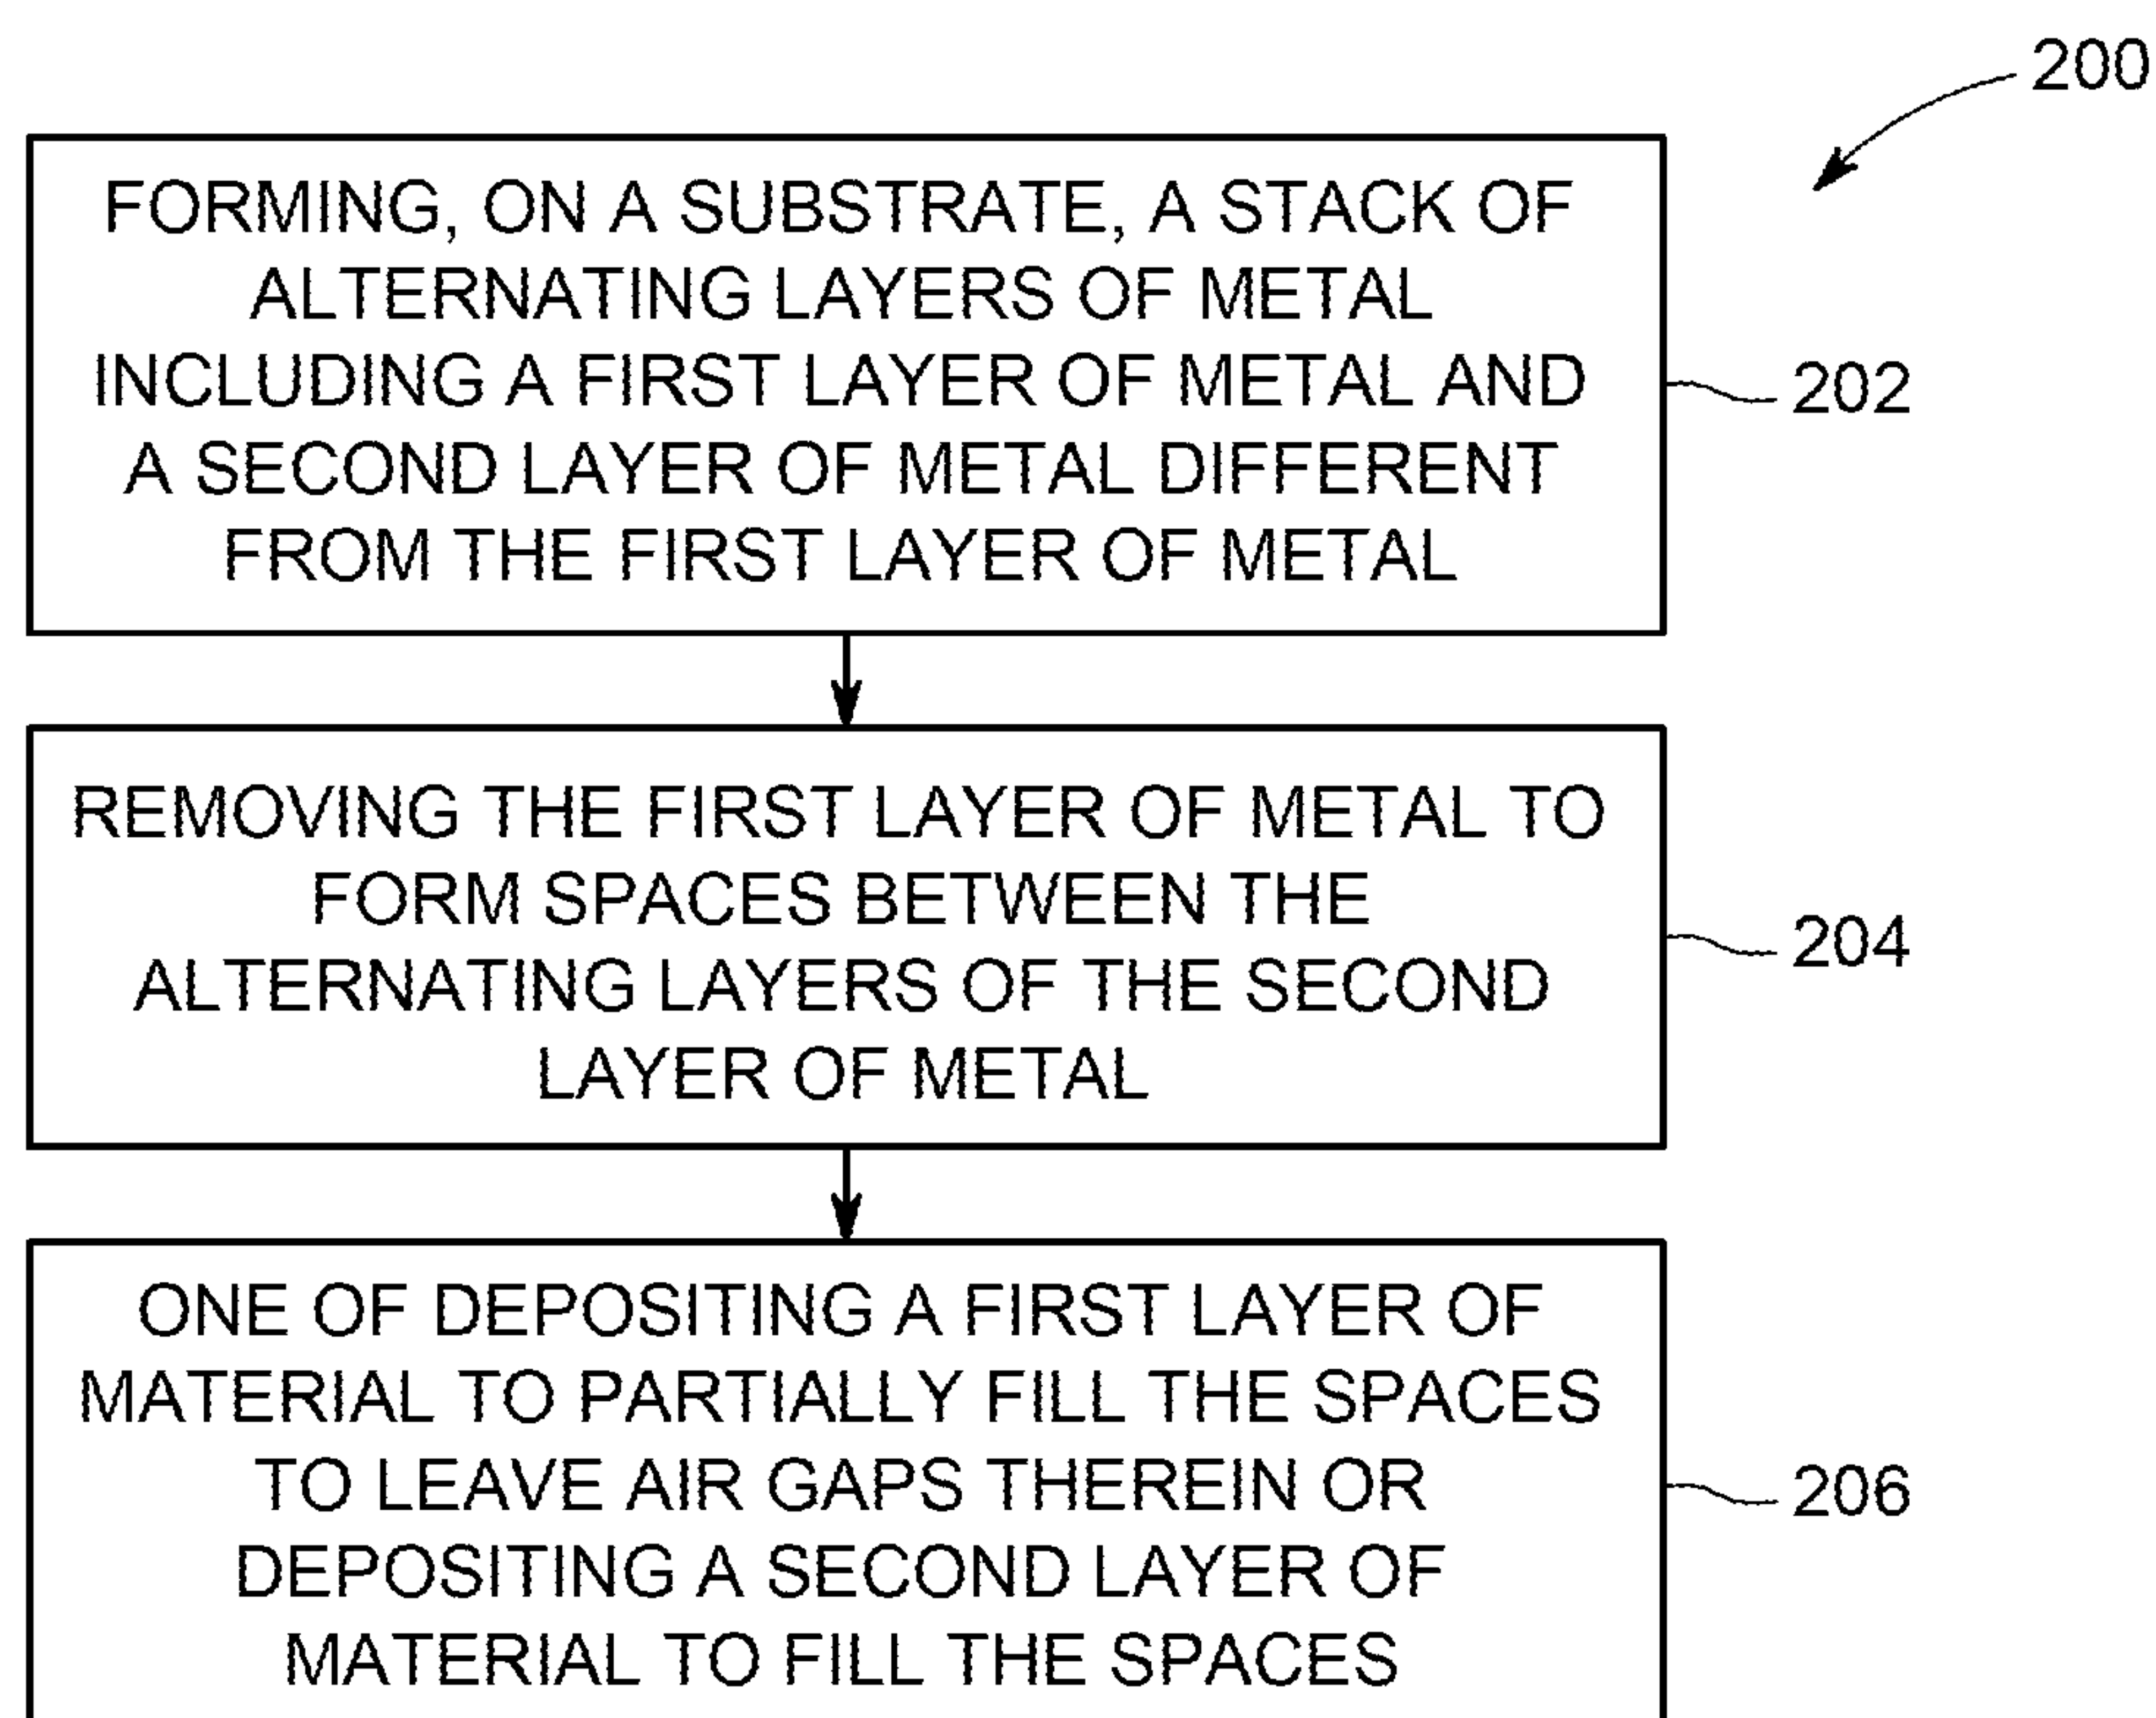 200
FORMING, ON A SUBSTRATE, A STACK OF
ALTERNATING LAYERS OF METAL
INCLUDING A FIRST LAYER OF METAL AND
A SECOND LAYER OF METAL DIFFERENT
FROM THE FIRST LAYER OF METAL
202
REMOVING THE FIRST LAYER OF METAL TO
FORM SPACES BETWEEN THE
ALTERNATING LAYERS OF THE SECOND
LAYER OF METAL
204
ONE OF DEPOSITING A FIRST LAYER OF
MATERIAL TO PARTIALLY FILL THE SPACES
TO LEAVE AIR GAPS THEREIN OR
DEPOSITING A SECOND LAYER OF
MATERIAL TO FILL THE SPACES
206